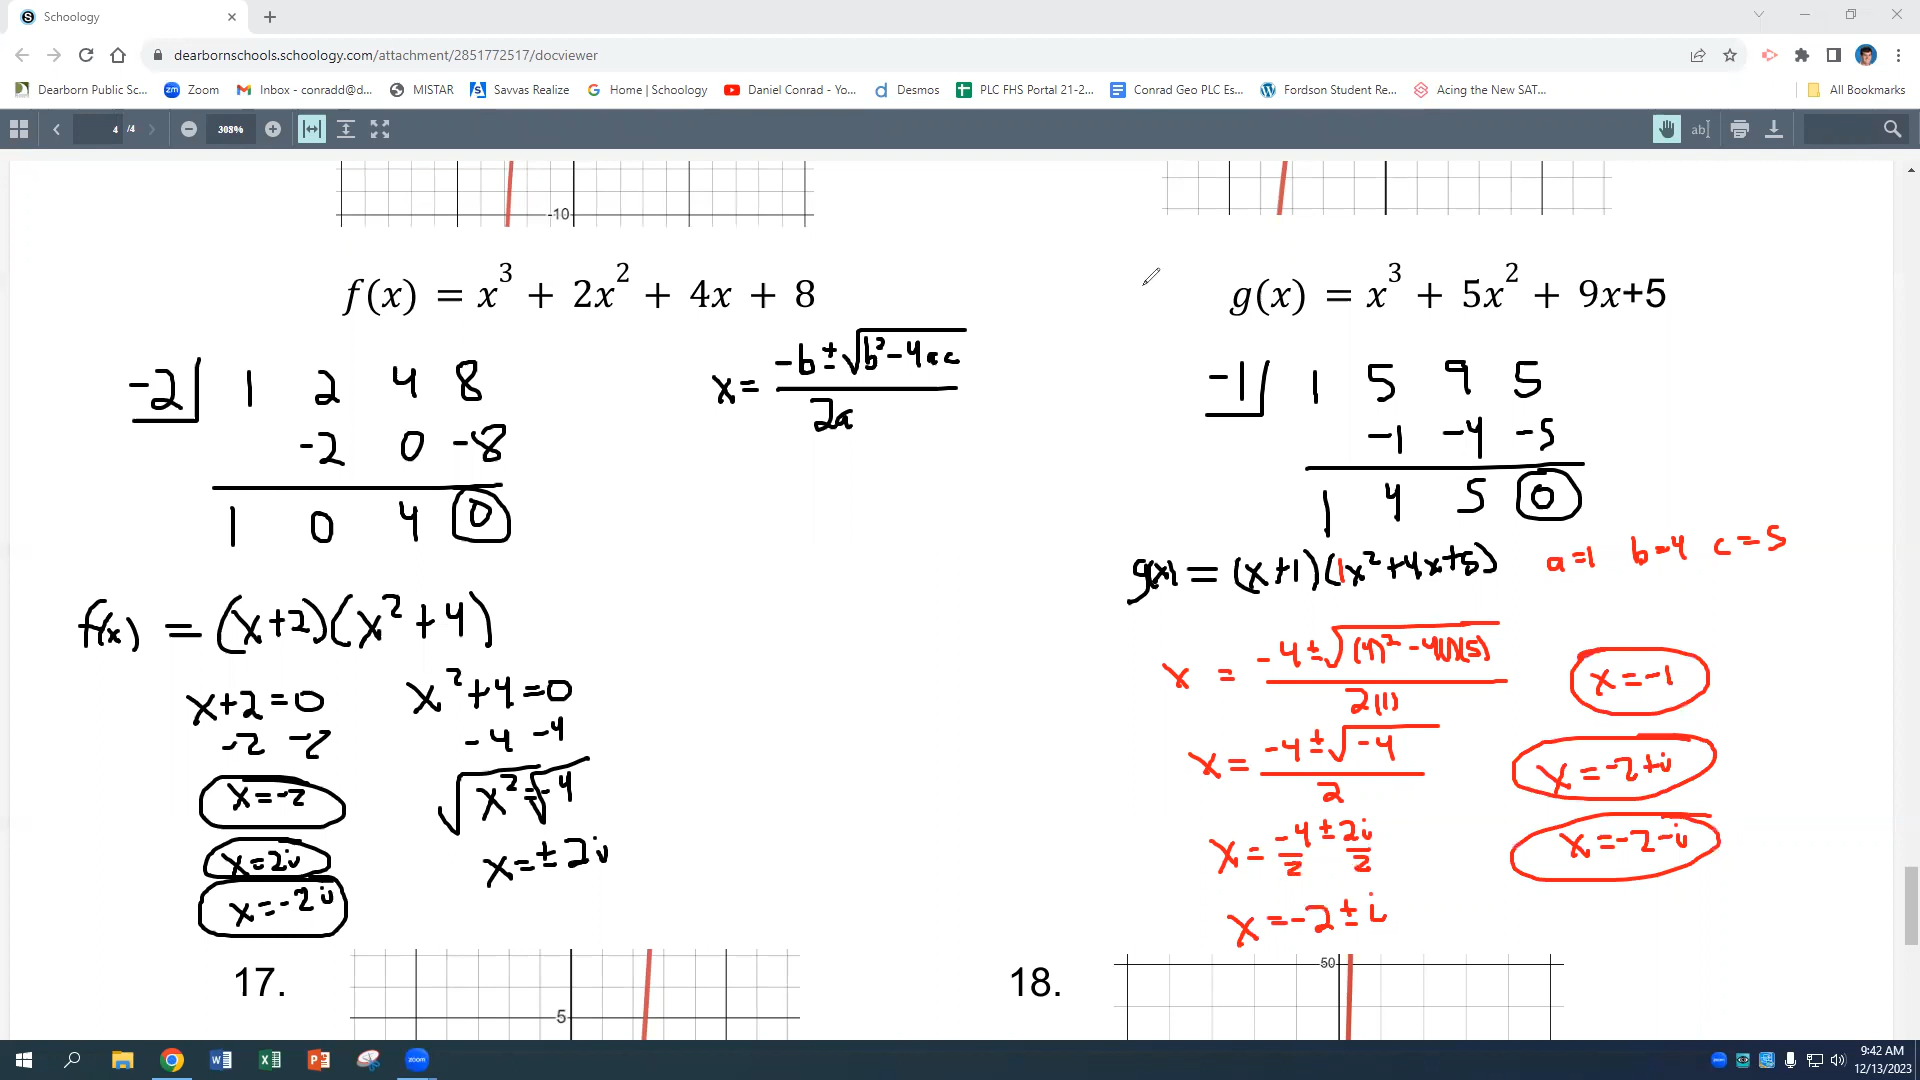 Schoology
dearbornschools.schoology.com/attachment/2851772517/docviewer
Dearborn Public Sc... Zoom Inbox - conradd@d... MISTAR Savvas Realize Home | Schoology Daniel Conrad - Yo... Desmos PLC FHS Portal 21-2... Conrad Geo PLC Es... Fordson Student Re... Acing the New SAT... All Bookmarks
4 /4 308%
-10
f(x) = x³ + 2x² + 4x + 8
x = (-b ± √(b² - 4ac)) / 2a
-2 | 1 2 4 8
-2 0 -8
1 0 4 0
f(x) = (x+2)(x² + 4)
x+2 = 0
-2 -2
x = -2
x = 2i
x = -2i
x² + 4 = 0
-4 -4
√x² = √-4
x = ± 2i
g(x) = x³ + 5x² + 9x+5
-1 | 1 5 9 5
-1 -4 -5
1 4 5 0
g(x) = (x+1)(1x²+4x+5) a=1 b=4 c=5
x = (-4 ± √((4)² - 4(1)(5))) / 2(1)
x = (-4 ± √-4) / 2
x = -4/2 ± 2i/2
x = -2 ± i
x = -1
x = -2+i
x = -2-i
17.
5
18.
50
9:42 AM
12/13/2023